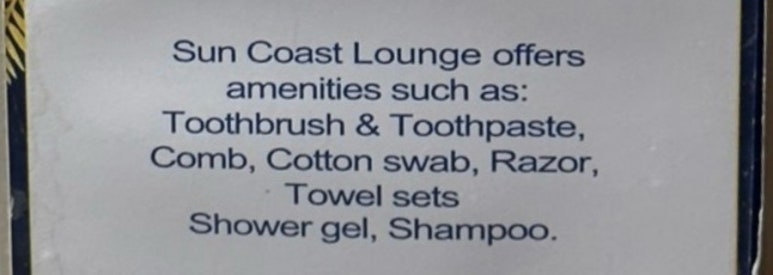 Sun Coast Lounge offers
amenities such as:
Toothbrush & Toothpaste,
Comb, Cotton swab, Razor,
Towel sets
Shower gel, Shampoo.